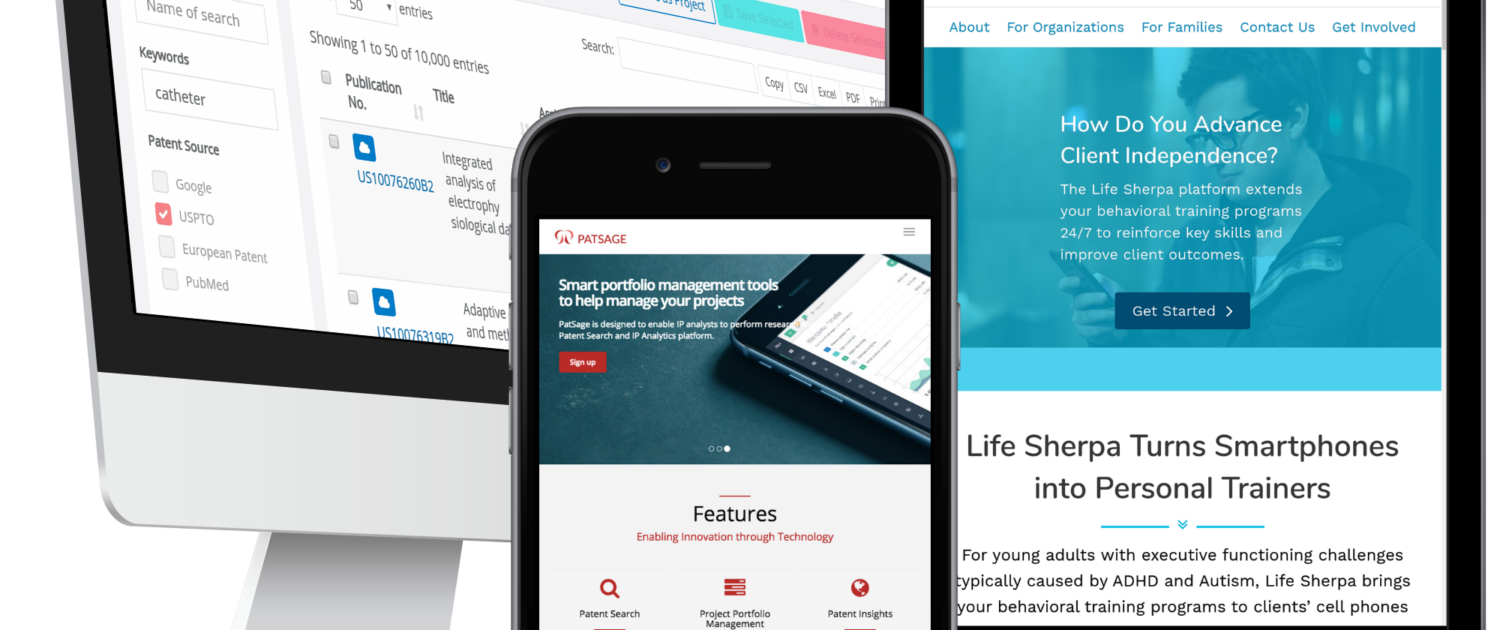 Name of search
Keywords
catheter
Patent Source
Google
USPTO
European Patent
PubMed
50 entries
Project
Save Selected
Delete Selected
Showing 1 to 50 of 10,000 entries
Search:
Copy CSV Excel PDF
Publication No. Title
US10076260B2
Integrated
analysis of
electrophy
siological
US10076319B2
Adaptive
and
PATSAGE
Smart portfolio management tools
to help manage your projects
PatSage is designed to enable IP analysts to perform research
Patent Search and IP Analytics platform.
Sign up
Features
Enabling Innovation through Technology
Patent Search
Project Portfolio
Management
Patent Insights
About For Organizations For Families Contact Us Get Involved
How Do You Advance
Client Independence?
The Life Sherpa platform extends
your behavioral training programs
24/7 to reinforce key skills and
improve client outcomes.
Get Started
Life Sherpa Turns Smartphones
into Personal Trainers
For young adults with executive functioning challenges
typically caused by ADHD and Autism, Life Sherpa brings
your behavioral training programs to clients' cell phones